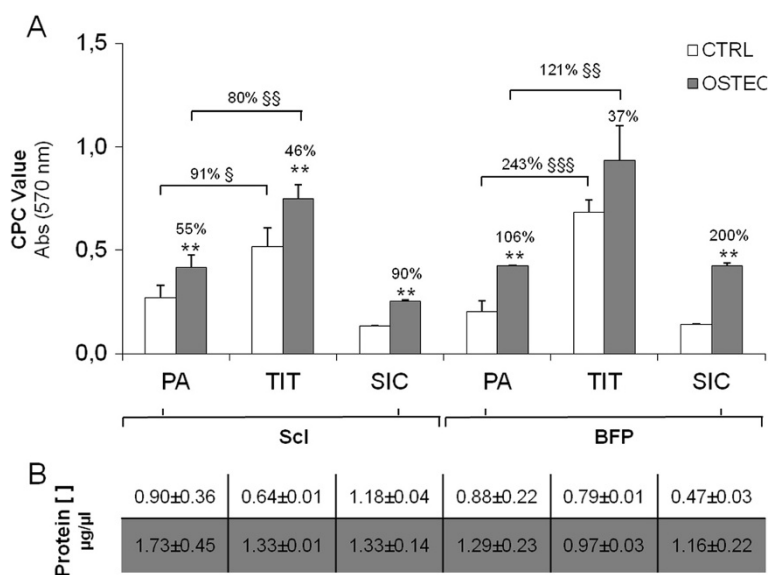 A
1,5
1,0
0,5
0,0
CPC Value
Abs (570 nm)
CTRL
OSTEO
121% §§
80% §§
37%
46%
**
243% §§§
91% §
55%
**
106%
**
200%
**
90%
**
PA TIT SIC PA TIT SIC
Scl BFP
B
Protein [ ]
µg/µl
0.90±0.36 0.64±0.01 1.18±0.04 0.88±0.22 0.79±0.01 0.47±0.03
1.73±0.45 1.33±0.01 1.33±0.14 1.29±0.23 0.97±0.03 1.16±0.22